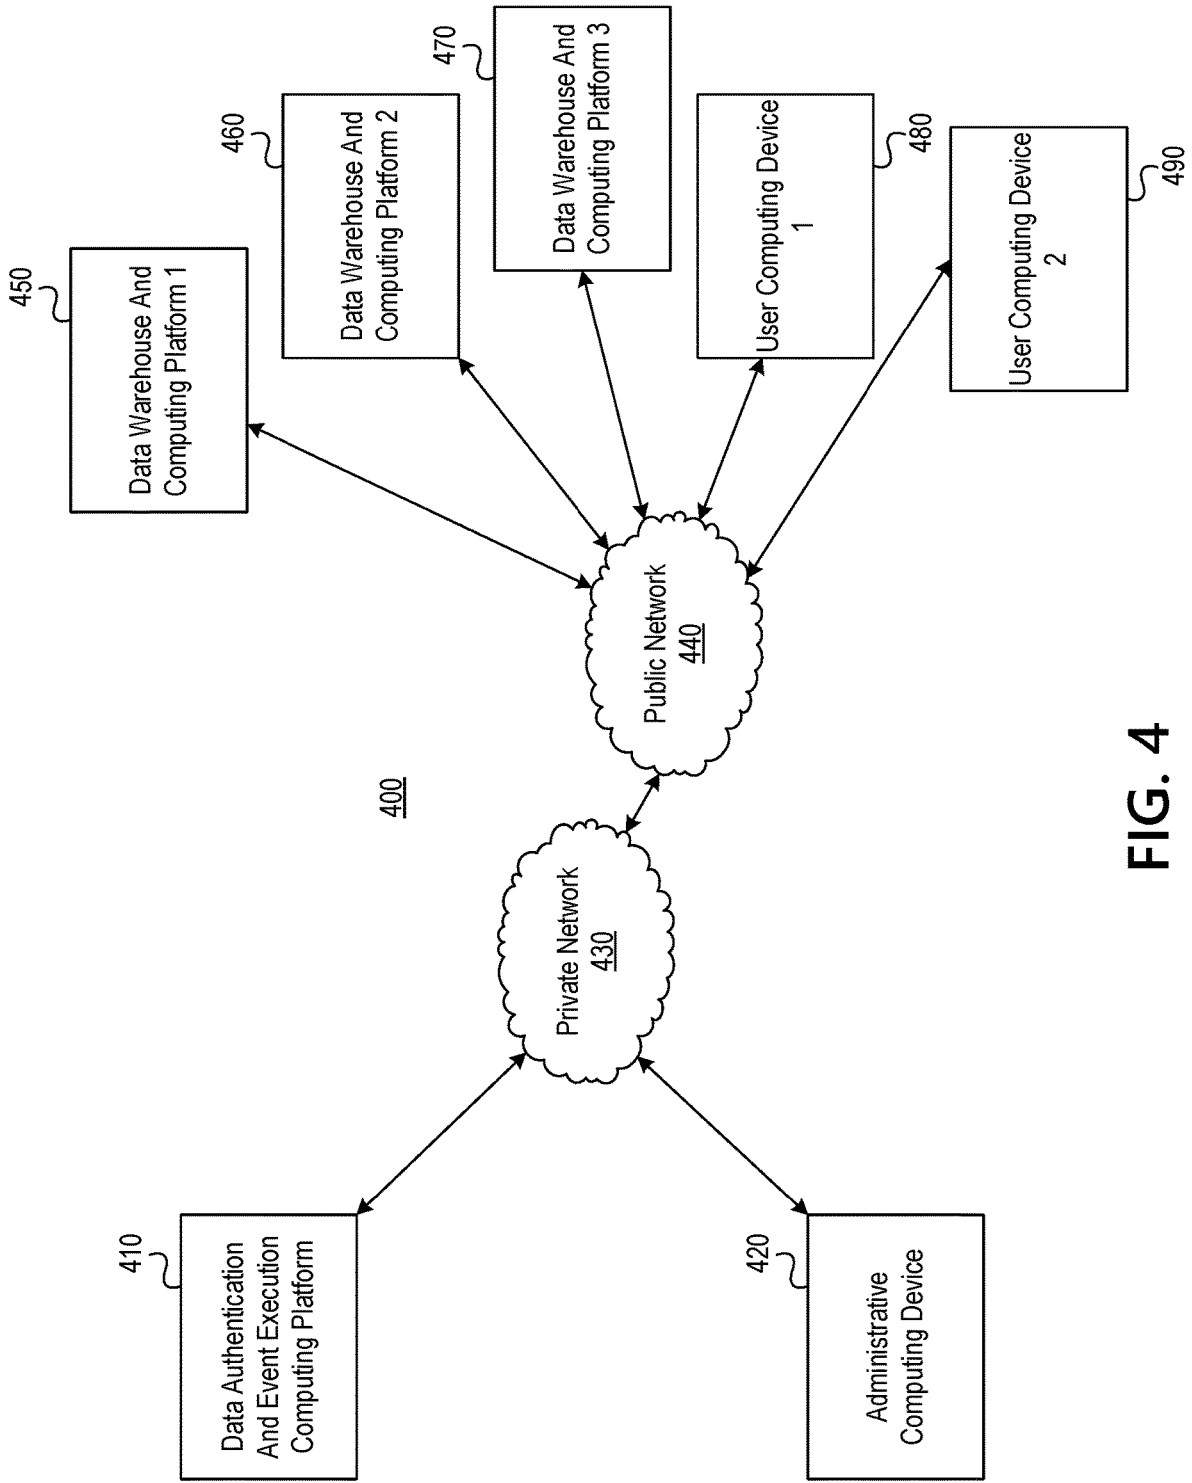 400
410
Data Authentication
And Event Execution
Computing Platform
420
Administrative
Computing Device
Private Network
430
Public Network
440
450
Data Warehouse And
Computing Platform 1
460
Data Warehouse And
Computing Platform 2
470
Data Warehouse And
Computing Platform 3
User Computing Device
1
480
User Computing Device
2
490
FIG. 4